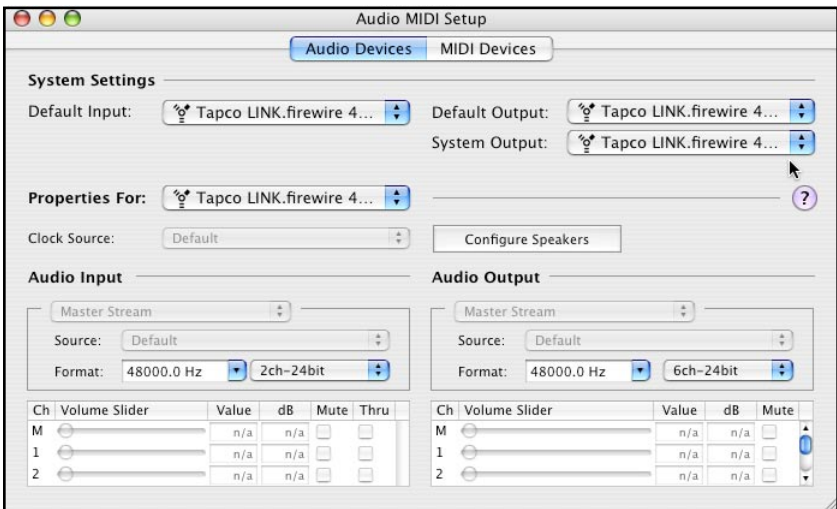 Audio MIDI Setup
Audio Devices MIDI Devices
System Settings
Default Input: Tapco LINK.firewire 4... Default Output: Tapco LINK.firewire 4...
System Output: Tapco LINK.firewire 4...
Properties For: Tapco LINK.firewire 4... ?
Clock Source: Default Configure Speakers
Audio Input Audio Output
Master Stream Master Stream
Source: Default Source: Default
Format: 48000.0 Hz 2ch-24bit Format: 48000.0 Hz 6ch-24bit
Ch Volume Slider Value dB Mute Thru Ch Volume Slider Value dB Mute
M n/a n/a M n/a n/a
1 n/a n/a 1 n/a n/a
2 n/a n/a 2 n/a n/a